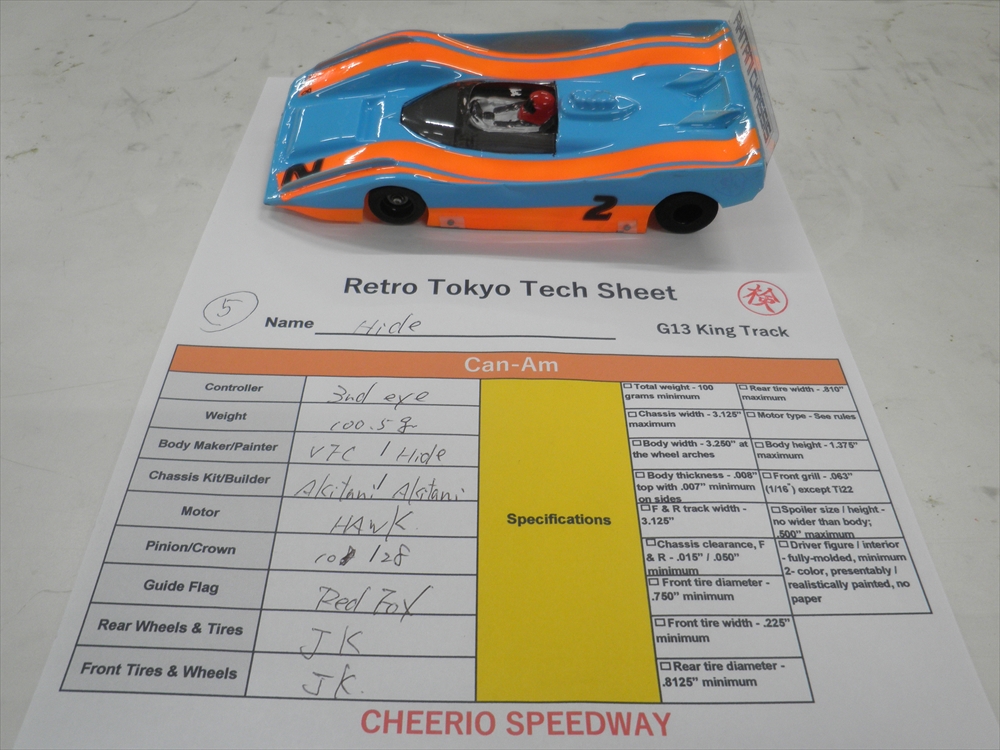 2
2
Retro Tokyo Tech Sheet
検
5
Name Hide
G13 King Track
Can-Am
Controller 3nd eye
Weight 100.5g
Body Maker/Painter V7C / Hide
Chassis Kit/Builder Akitani / Akitani
Motor HAWK
Pinion/Crown 10 / 28
Guide Flag Red Fox
Rear Wheels & Tires JK
Front Tires & Wheels JK.
Specifications
☐ Total weight - 100
grams minimum
☐ Rear tire width - .810"
maximum
☐ Chassis width - 3.125"
maximum
☐ Motor type - See rules
☐ Body width - 3.250" at
the wheel arches
☐ Body height - 1.375"
maximum
☐ Body thickness - .008"
top with .007" minimum
on sides
☐ Front grill - .063"
(1/16") except Ti22
☐ F & R track width -
3.125"
☐ Spoiler size / height -
no wider than body;
.500" maximum
☐ Chassis clearance, F
& R - .015" / .050"
minimum
☐ Driver figure / interior
- fully-molded, minimum
2- color, presentably /
realistically painted, no
paper
☐ Front tire diameter -
.750" minimum
☐ Front tire width - .225"
minimum
☐ Rear tire diameter -
.8125" minimum
CHEERIO SPEEDWAY